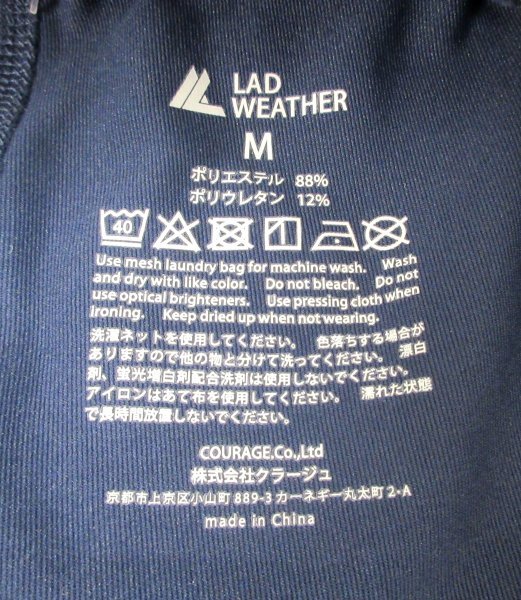 LAD
WEATHER
M
ポリエステル 88%
ポリウレタン 12%
40
Use mesh laundry bag for machine wash. Wash
and dry with like color. Do not bleach. Do not
use optical brighteners. Use pressing cloth when
ironing. Keep dried up when not wearing.
洗濯ネットを使用してください。 色落ちする場合が
ありますので他の物と分けて洗ってください。 漂白
剤、蛍光増白剤配合洗剤は使用しないでください。
アイロンはあて布を使用してください。 濡れた状態
で長時間放置しないでください。
COURAGE.Co.,Ltd
株式会社クラージュ
京都市上京区小山町 889-3 カーネギー丸太町 2-A
made in China